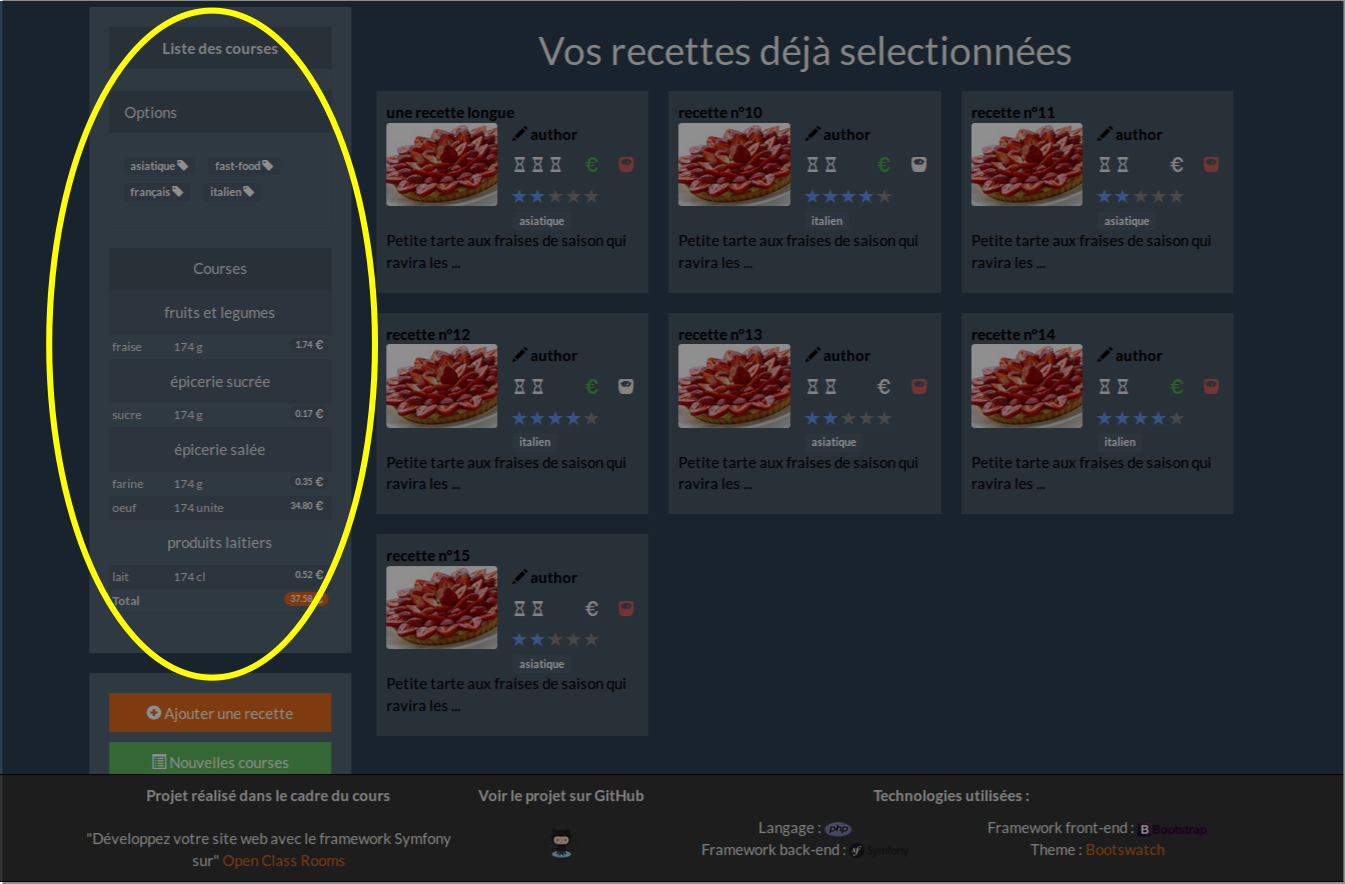 Liste des courses
Options
asiatique fast-food
français italien
Courses
fruits et legumes
fraise 174 g 1.74 €
épicerie sucrée
sucre 174 g 0.17 €
épicerie salée
farine 174 g 0.35 €
oeuf 174 unite 34.80 €
produits laitiers
lait 174 cl 0.52 €
Total 37.58 €
Ajouter une recette
Nouvelles courses
Vos recettes déjà selectionnées
une recette longue
author
€
asiatique
Petite tarte aux fraises de saison qui
ravira les ...
recette n°10
author
€
italien
Petite tarte aux fraises de saison qui
ravira les ...
recette n°11
author
€
asiatique
Petite tarte aux fraises de saison qui
ravira les ...
recette n°12
author
€
italien
Petite tarte aux fraises de saison qui
ravira les ...
recette n°13
author
€
asiatique
Petite tarte aux fraises de saison qui
ravira les ...
recette n°14
author
€
italien
Petite tarte aux fraises de saison qui
ravira les ...
recette n°15
author
€
asiatique
Petite tarte aux fraises de saison qui
ravira les ...
Projet réalisé dans le cadre du cours
"Développez votre site web avec le framework Symfony
sur" Open Class Rooms
Voir le projet sur GitHub
Technologies utilisées :
Langage : php
Framework back-end : sf Symfony
Framework front-end : B Bootstrap
Theme : Bootswatch